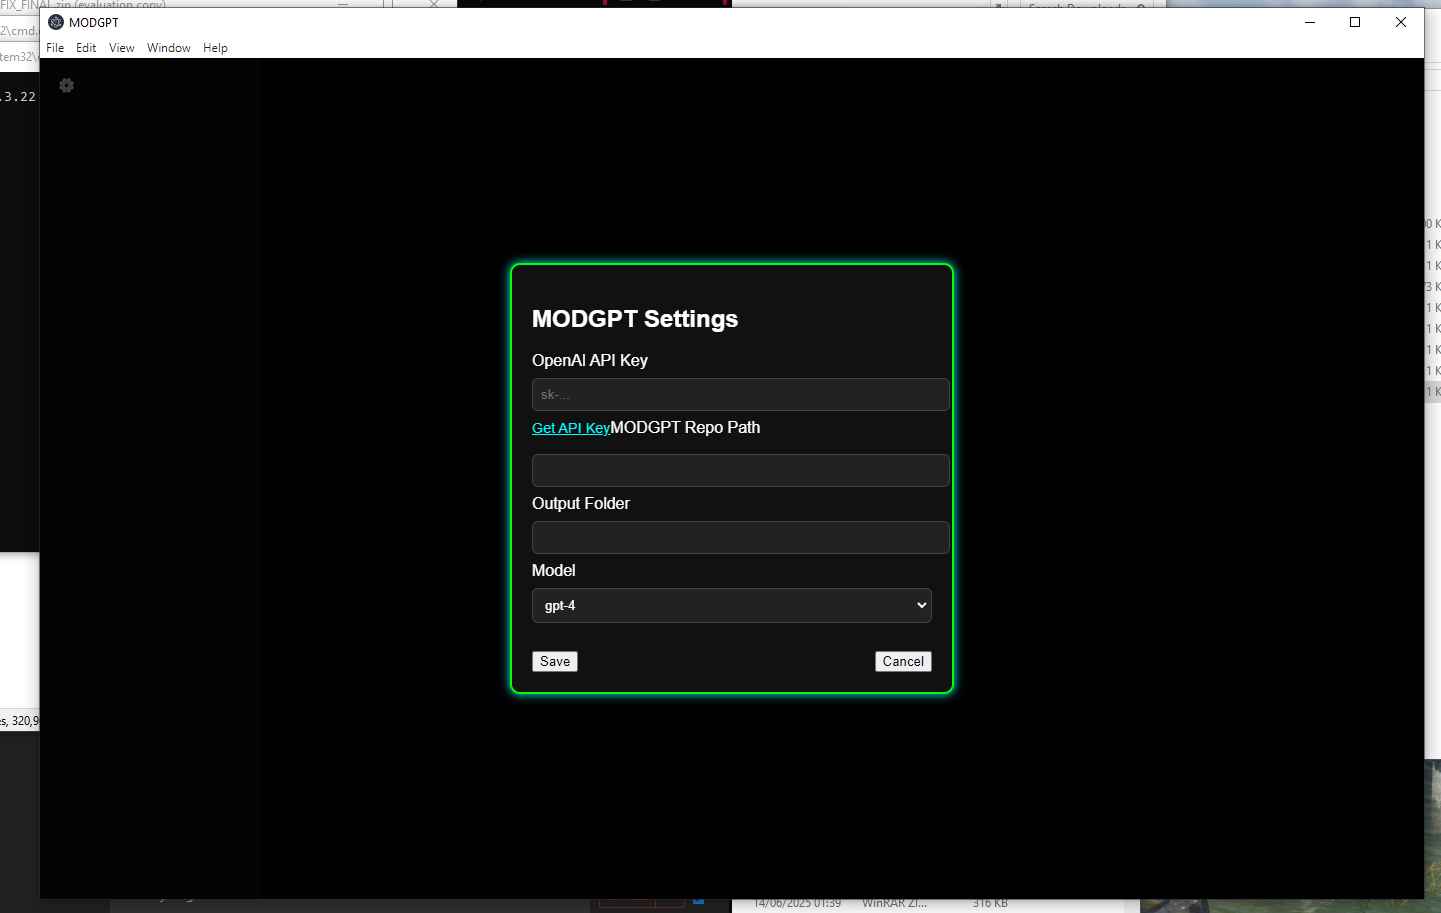 FIX_FINAL.zip (evaluation copy)
MODGPT
2\cmd.
File Edit View Window Help
tem32\
.3.22
MODGPT Settings
OpenAI API Key
sk-...
Get API KeyMODGPT Repo Path
Output Folder
Model
gpt-4
Save
Cancel
es, 320,9
14/06/2025 01:39 WinRAR ZI... 316 KB